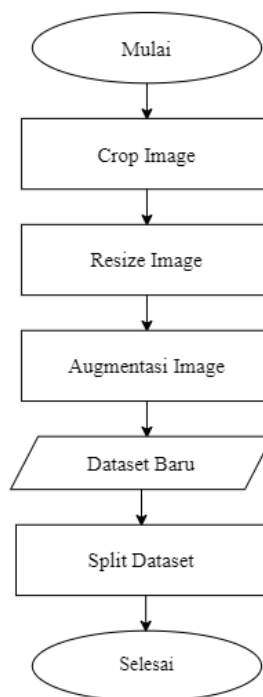 Mulai
Crop Image
Resize Image
Augmentasi Image
Dataset Baru
Split Dataset
Selesai